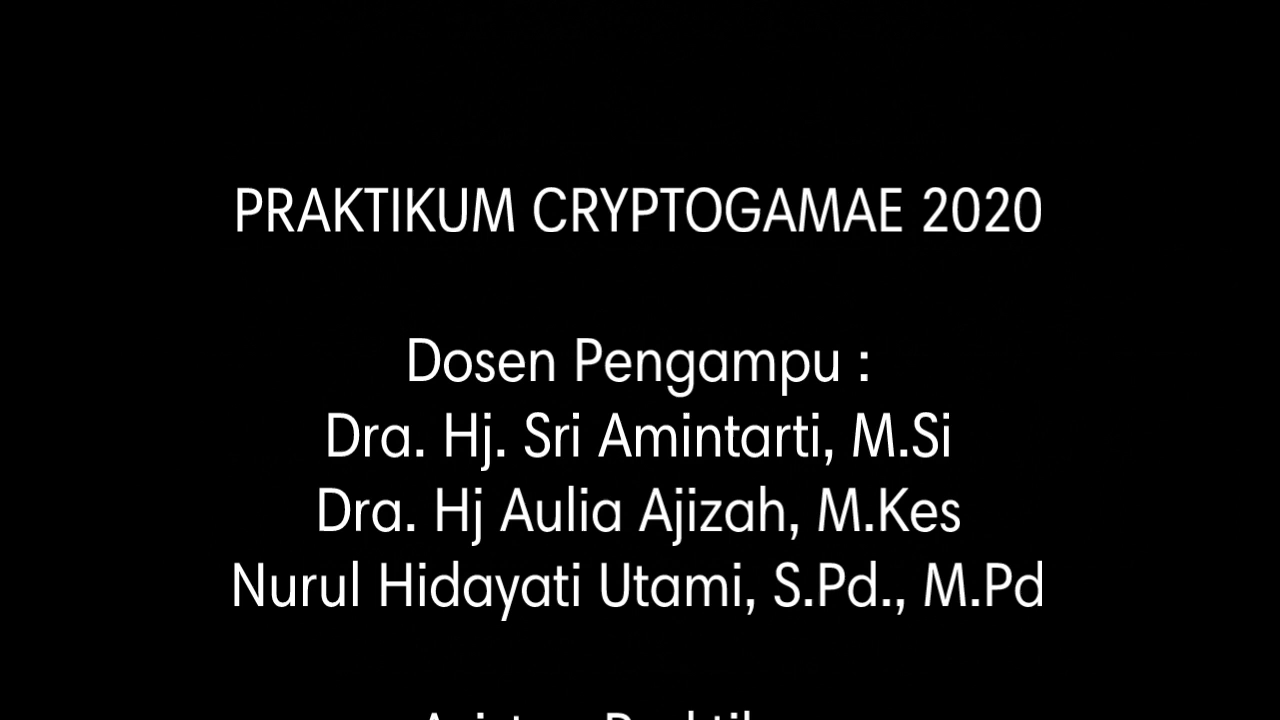 PRAKTIKUM CRYPTOGAMAE 2020
Dosen Pengampu :
Dra. Hj. Sri Amintarti, M.Si
Dra. Hj Aulia Ajizah, M.Kes
Nurul Hidayati Utami, S.Pd., M.Pd